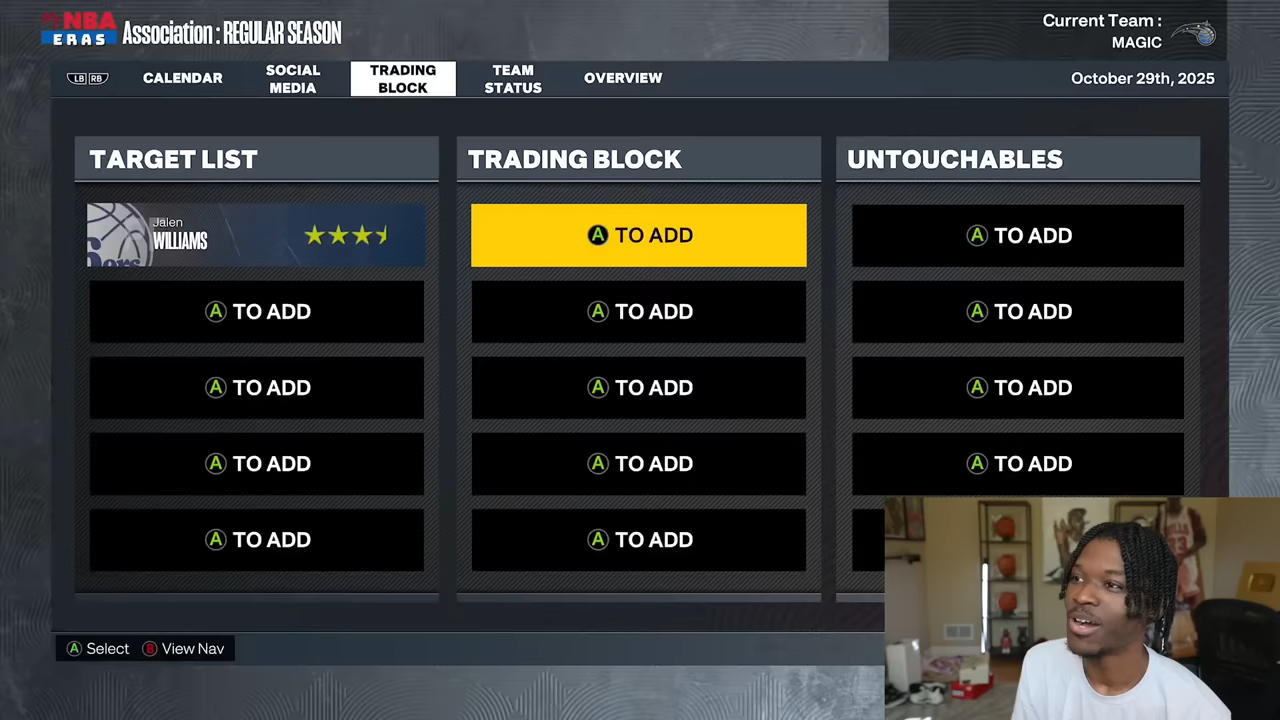 NBA
ERAS
Association : REGULAR SEASON
Current Team :
MAGIC
LB RB
CALENDAR
SOCIAL
MEDIA
TRADING
BLOCK
TEAM
STATUS
OVERVIEW
October 29th, 2025
TARGET LIST
Jalen
WILLIAMS
A TO ADD
A TO ADD
A TO ADD
A TO ADD
TRADING BLOCK
A TO ADD
A TO ADD
A TO ADD
A TO ADD
A TO ADD
UNTOUCHABLES
A TO ADD
A TO ADD
A TO ADD
A TO ADD
A Select B View Nav